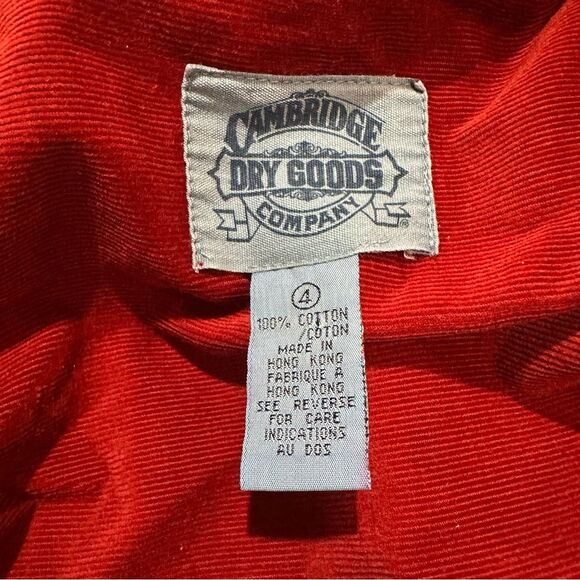 CAMBRIDGE
DRY GOODS
COMPANY
®
4
100% COTTON
/COTON
MADE IN
HONG KONG
FABRIQUE A
HONG KONG
SEE REVERSE
FOR CARE
INDICATIONS
AU DOS